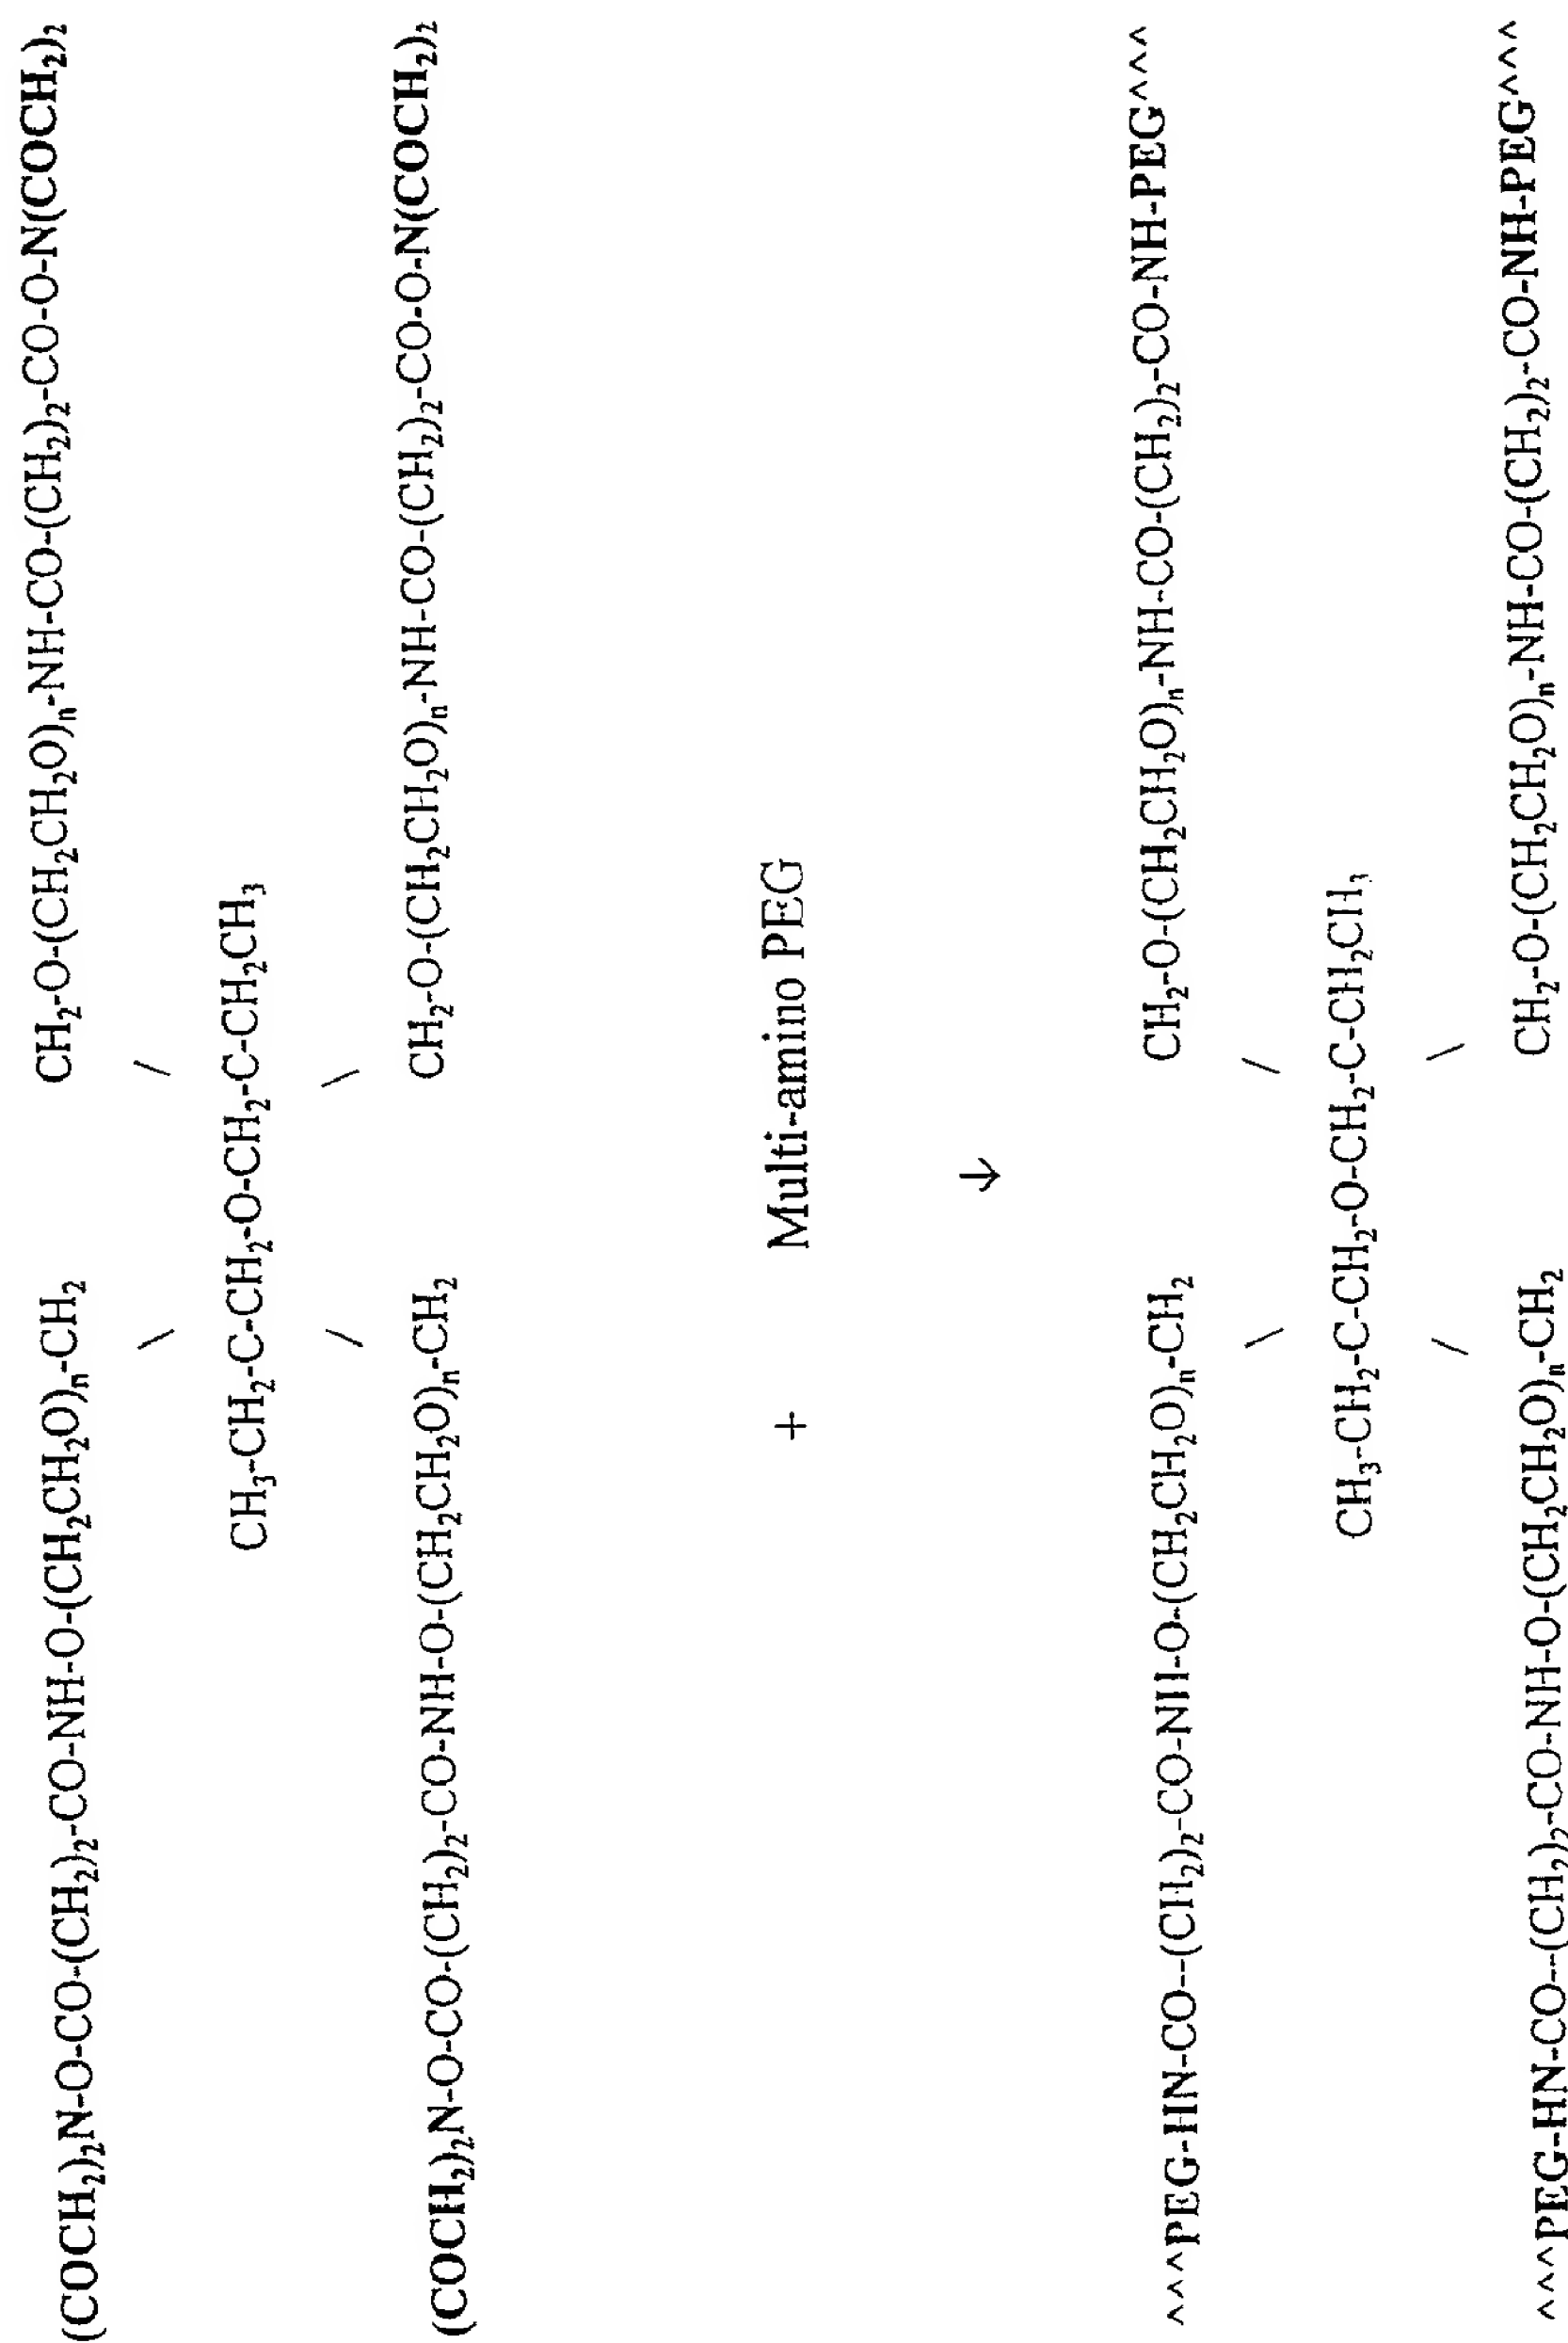 (COCH₂)₂N-O-CO-(CH₂)₂-CO-NH-O-(CH₂CH₂O)ₙ-CH₂ CH₂-O-(CH₂CH₂O)ₙ-NH-CO-(CH₂)₂-CO-O-N(COCH₂)₂
\ /
CH₃-CH₂-C-CH₂-O-CH₂-C-CH₂CH₃
/ \
(COCH₂)₂N-O-CO-(CH₂)₂-CO-NH-O-(CH₂CH₂O)ₙ-CH₂ CH₂-O-(CH₂CH₂O)ₙ-NH-CO-(CH₂)₂-CO-O-N(COCH₂)₂
+ Multi-amino PEG
↓
^^^PEG-HN-CO--(CH₂)₂-CO-NH-O-(CH₂CH₂O)ₙ-CH₂ CH₂-O-(CH₂CH₂O)ₙ-NH-CO-(CH₂)₂-CO-NH-PEG^^^
\ /
CH₃-CH₂-C-CH₂-O-CH₂-C-CH₂CH₃
/ \
^^^PEG-HN-CO--(CH₂)₂-CO-NH-O-(CH₂CH₂O)ₙ-CH₂ CH₂-O-(CH₂CH₂O)ₙ-NH-CO-(CH₂)₂-CO-NH-PEG^^^